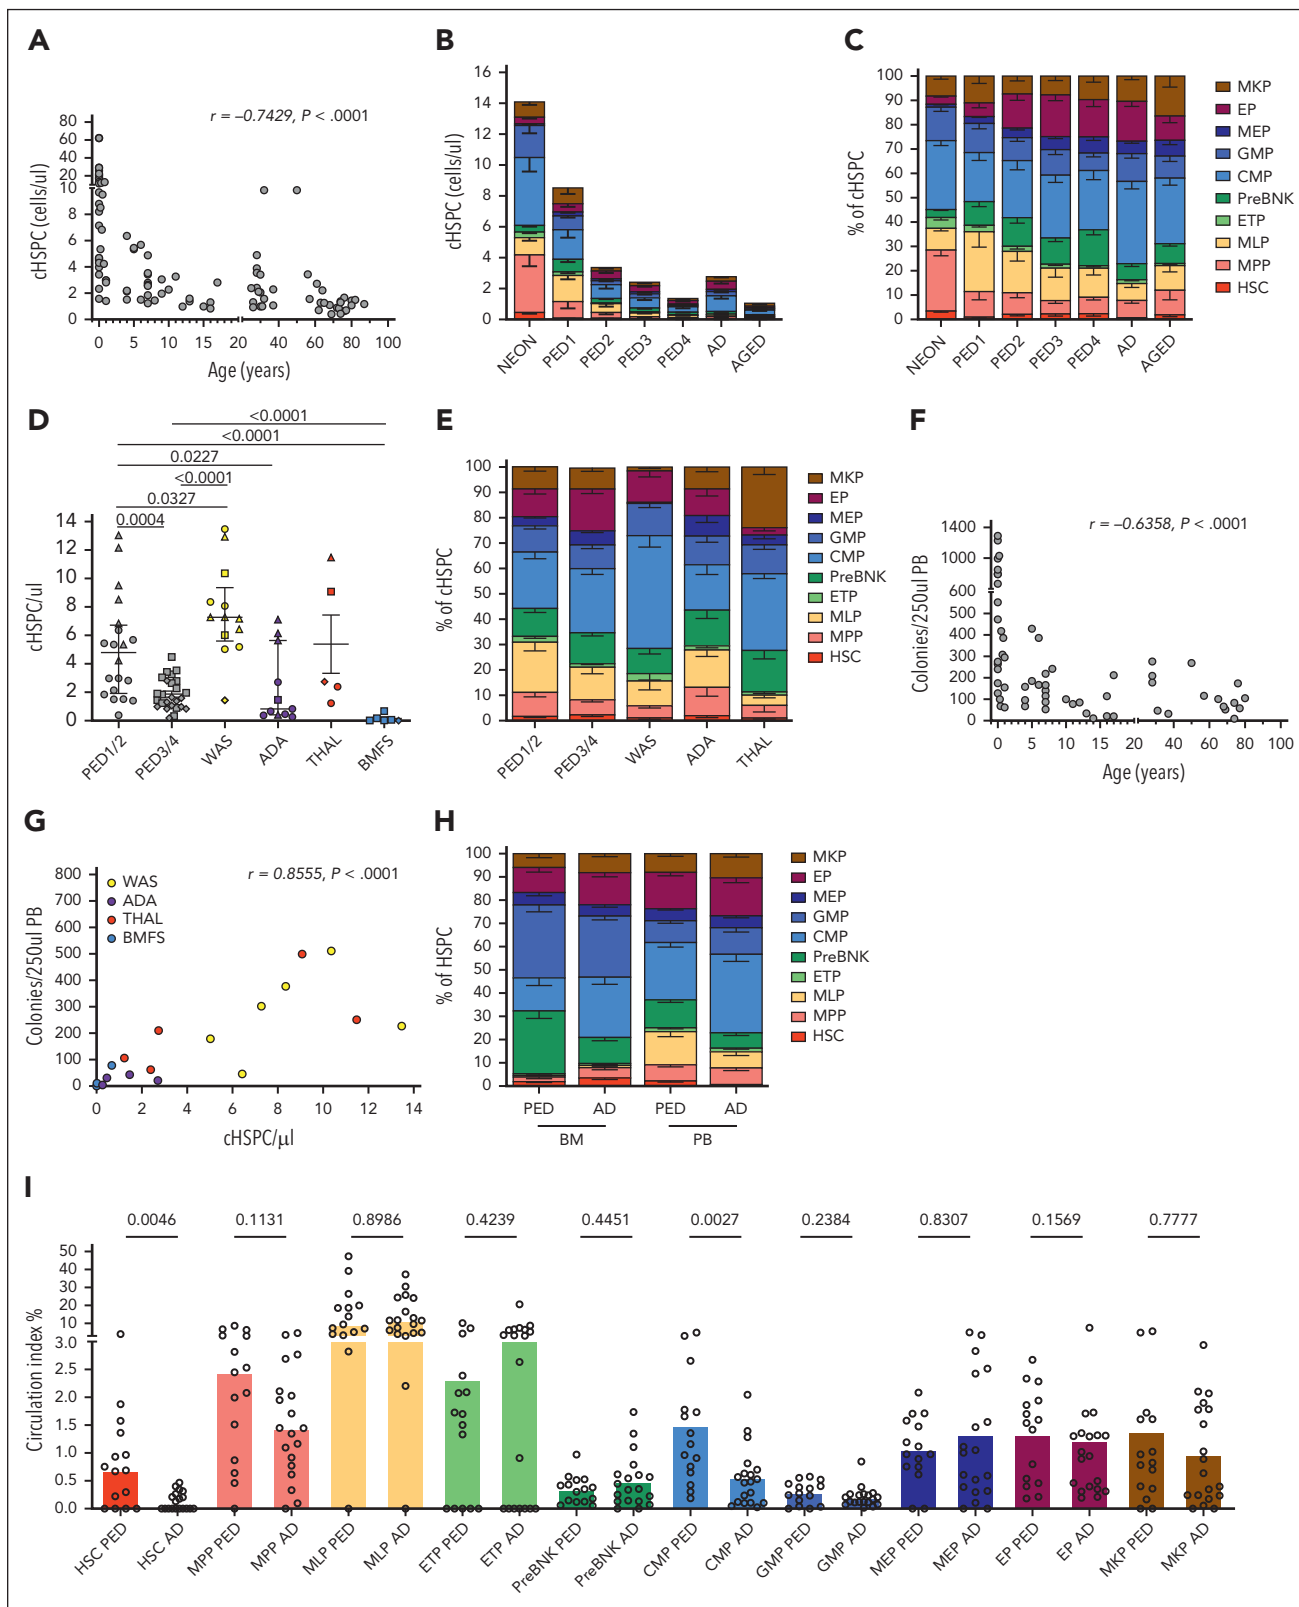 A
r = –0.7429, P < .0001
cHSPC (cells/ul)
80
60
40
20
10
8
6
4
2
0
0
5
10
15
20
40
60
80
100
Age (years)
B
cHSPC (cells/ul)
16
14
12
10
8
6
4
2
0
NEON
PED1
PED2
PED3
PED4
AD
AGED
C
% of cHSPC
100
90
80
70
60
50
40
30
20
10
0
NEON
PED1
PED2
PED3
PED4
AD
AGED
MKP
EP
MEP
GMP
CMP
PreBNK
ETP
MLP
MPP
HSC
D
<0.0001
<0.0001
0.0227
<0.0001
0.0327
0.0004
cHSPC/ul
14
12
10
8
6
4
2
0
PED1/2
PED3/4
WAS
ADA
THAL
BMFS
E
% of cHSPC
100
90
80
70
60
50
40
30
20
10
0
PED1/2
PED3/4
WAS
ADA
THAL
MKP
EP
MEP
GMP
CMP
PreBNK
ETP
MLP
MPP
HSC
F
r = –0.6358, P < .0001
Colonies/250ul PB
1400
1000
600
500
400
300
200
100
0
0
5
10
15
20
40
60
80
100
Age (years)
G
r = 0.8555, P < .0001
WAS
ADA
THAL
BMFS
Colonies/250ul PB
800
700
600
500
400
300
200
100
0
0
2
4
6
8
10
12
14
cHSPC/μl
H
% of HSPC
100
90
80
70
60
50
40
30
20
10
0
PED
AD
PED
AD
BM
PB
MKP
EP
MEP
GMP
CMP
PreBNK
ETP
MLP
MPP
HSC
I
0.0046
0.1131
0.8986
0.4239
0.4451
0.0027
0.2384
0.8307
0.1569
0.7777
Circulation index %
50
40
30
20
10
3.0
2.5
2.0
1.5
1.0
0.5
0.0
HSC PED
HSC AD
MPP PED
MPP AD
MLP PED
MLP AD
ETP PED
ETP AD
PreBNK PED
PreBNK AD
CMP PED
CMP AD
GMP PED
GMP AD
MEP PED
MEP AD
EP PED
EP AD
MKP PED
MKP AD